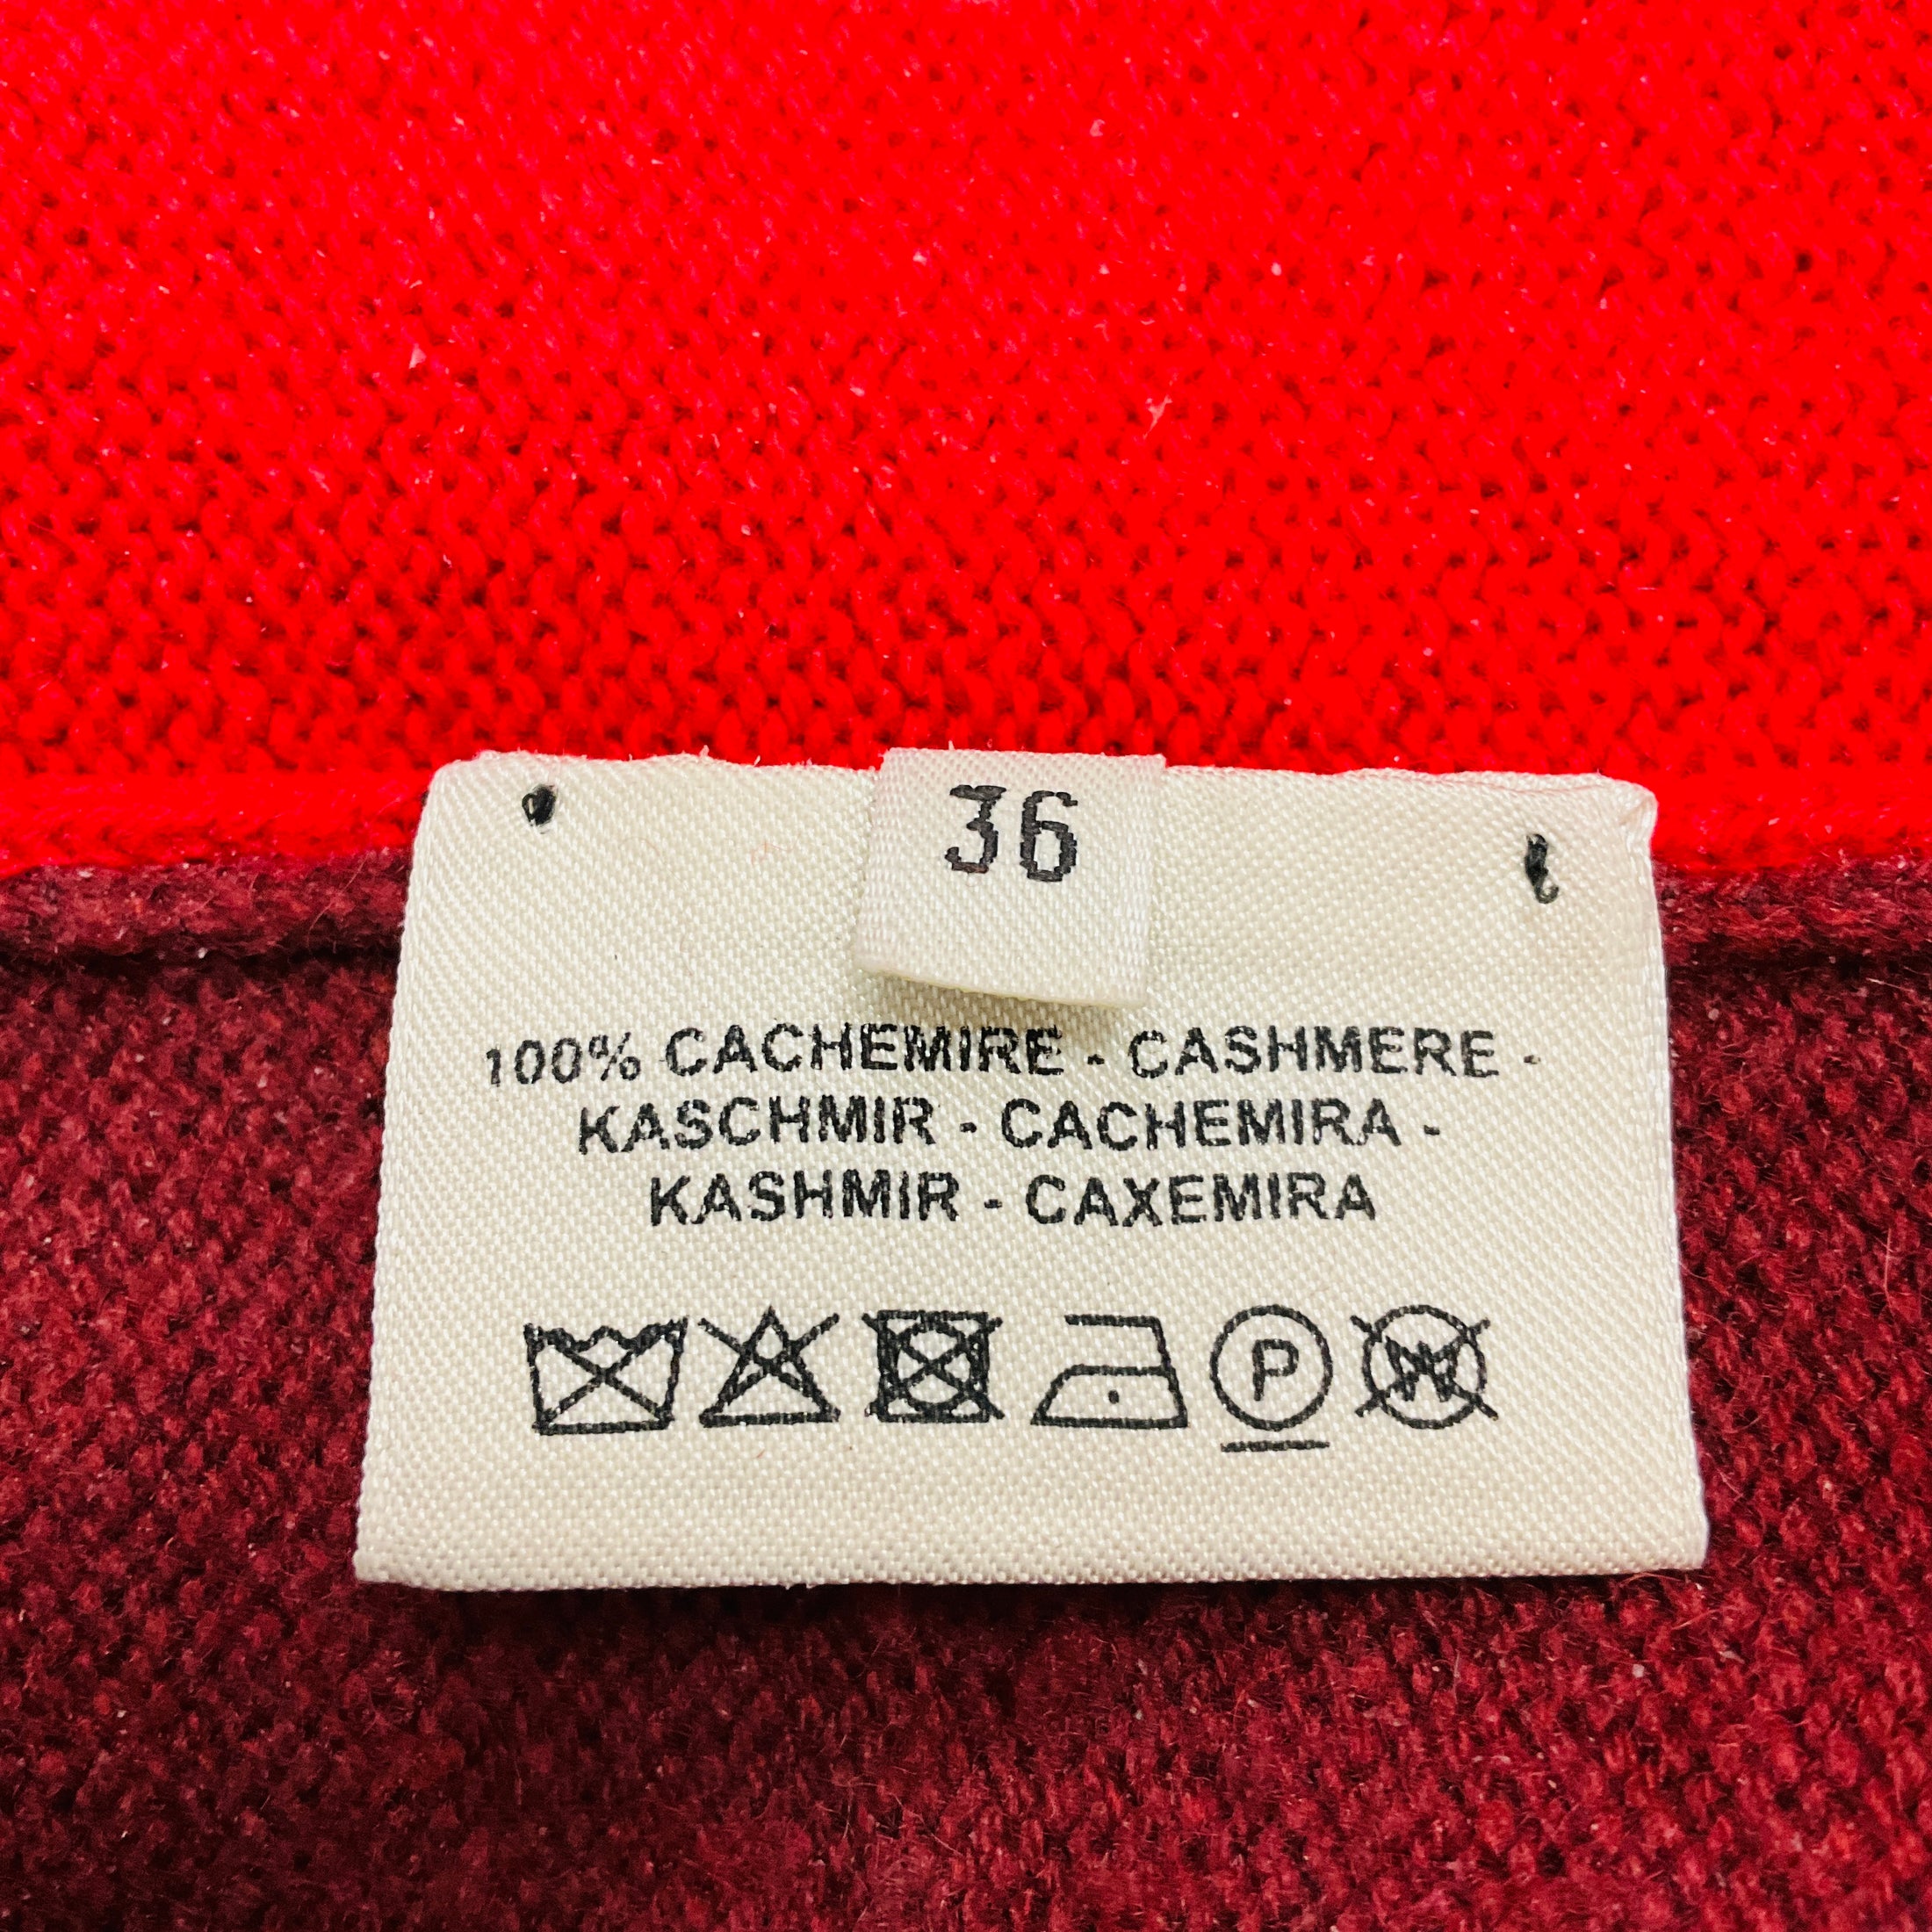 36
100% CACHEMIRE - CASHMERE -
KASCHMIR - CACHEMIRA -
KASHMIR - CAXEMIRA
P W